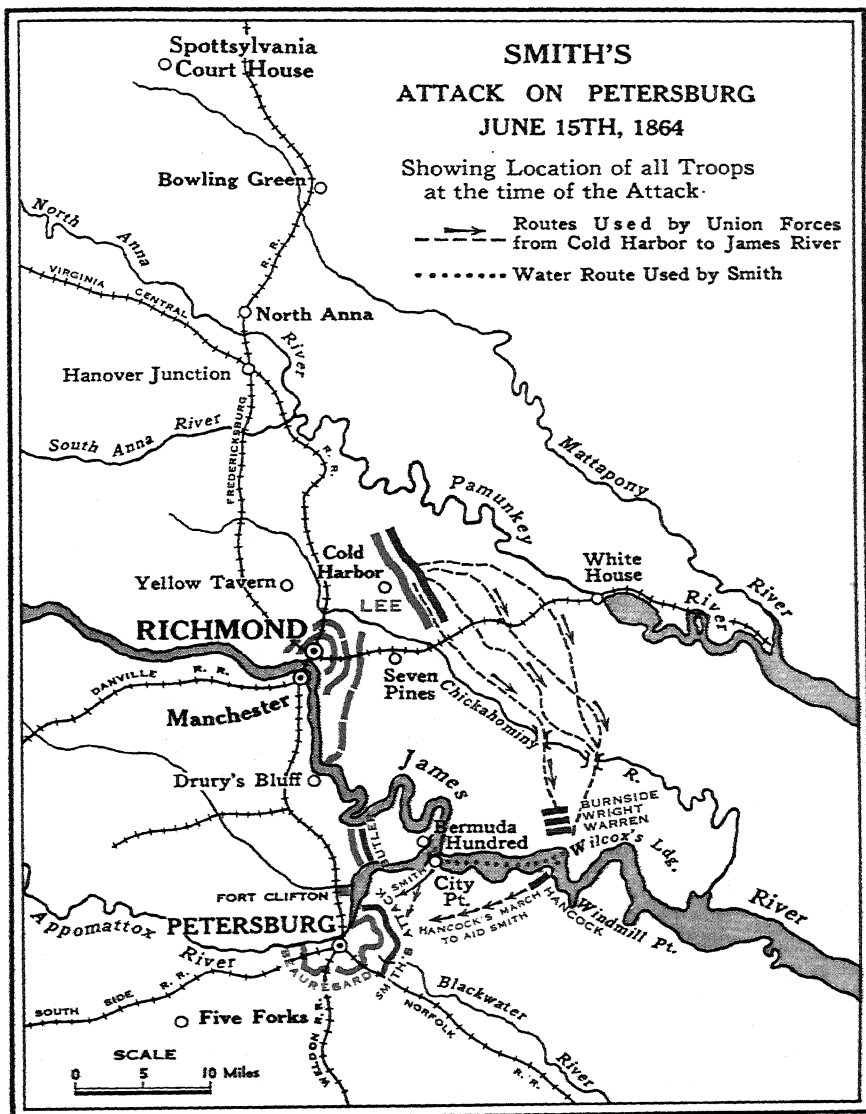 SMITH'S
ATTACK ON PETERSBURG
JUNE 15TH, 1864
Showing Location of all Troops
at the time of the Attack.
Routes Used by Union Forces
from Cold Harbor to James River
Water Route Used by Smith
Spottsylvania
Court House
Bowling Green
North Anna
River
R. R.
VIRGINIA CENTRAL
North Anna
Hanover Junction
South Anna River
FREDERICKSBURG
R. R.
Mattapony
River
Pamunkey
River
White
House
Cold
Harbor
LEE
Yellow Tavern
RICHMOND
DANVILLE R. R.
Manchester
Seven
Pines
Chickahominy
R.
Drury's Bluff
James
River
BURNSIDE
WRIGHT
WARREN
BUTLER
Bermuda
Hundred
Wilcox's Ldg.
City
Pt.
SMITH
FORT CLIFTON
HANCOCK'S MARCH
TO AID SMITH
HANCOCK
Windmill Pt.
Appomattox
River
PETERSBURG
SMITH'S ATTACK
BEAUREGARD
SOUTH SIDE R. R.
Five Forks
WELDON R. R.
NORFOLK
R. R.
Blackwater
River
SCALE
0 5 10 Miles